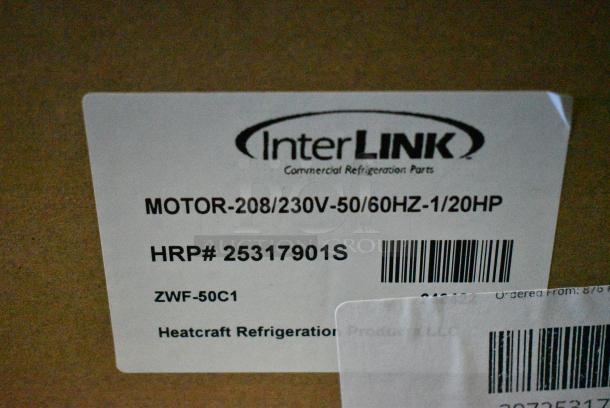 InterLINK
Commercial Refrigeration Parts
MOTOR-208/230V-50/60HZ-1/20HP
HRP# 25317901S
ZWF-50C1
Ordered From: 876
Heatcraft Refrigeration Products LLC